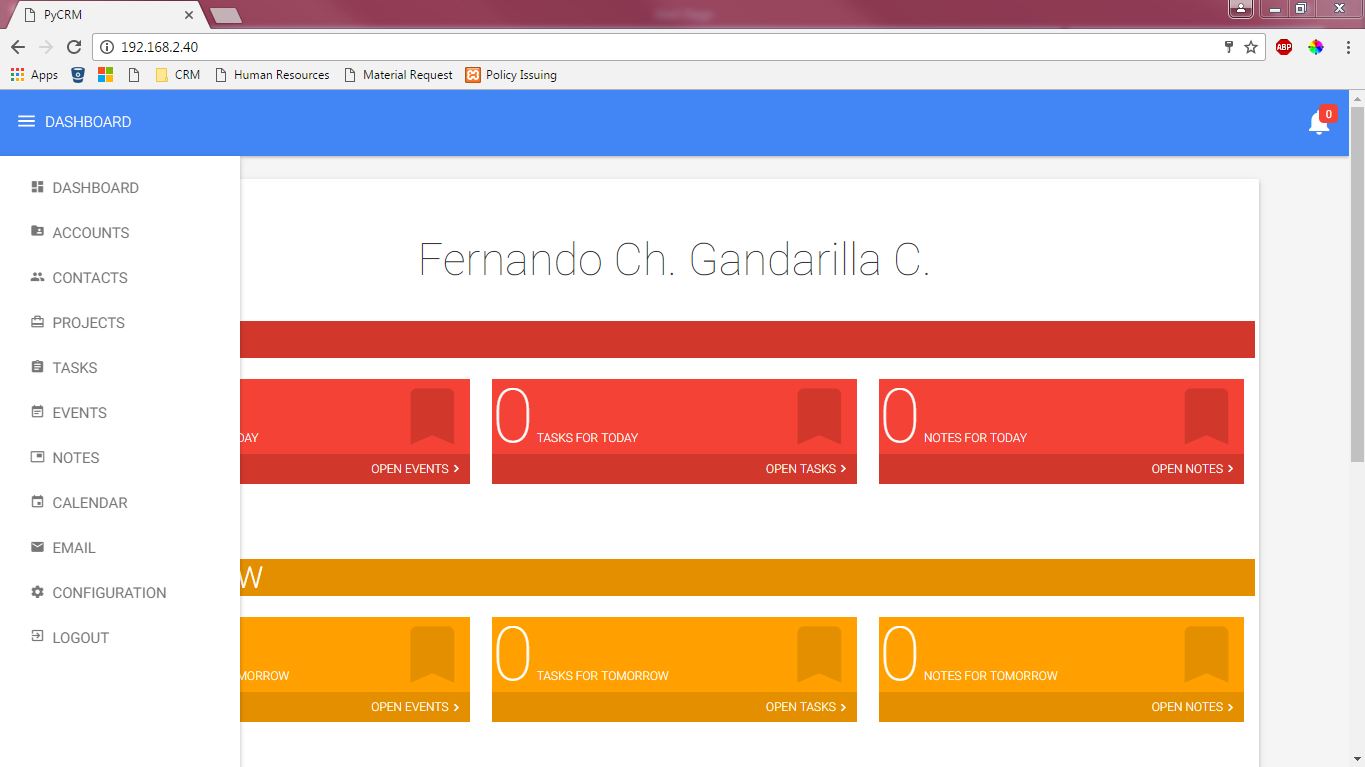 PyCRM
192.168.2.40
ABP
Apps
CRM
Human Resources
Material Request
Policy Issuing
DASHBOARD
0
DASHBOARD
ACCOUNTS
CONTACTS
PROJECTS
TASKS
EVENTS
NOTES
CALENDAR
EMAIL
CONFIGURATION
LOGOUT
Fernando Ch. Gandarilla C.
DAY
OPEN EVENTS
0 TASKS FOR TODAY
OPEN TASKS
0 NOTES FOR TODAY
OPEN NOTES
W
MORROW
OPEN EVENTS
0 TASKS FOR TOMORROW
OPEN TASKS
0 NOTES FOR TOMORROW
OPEN NOTES